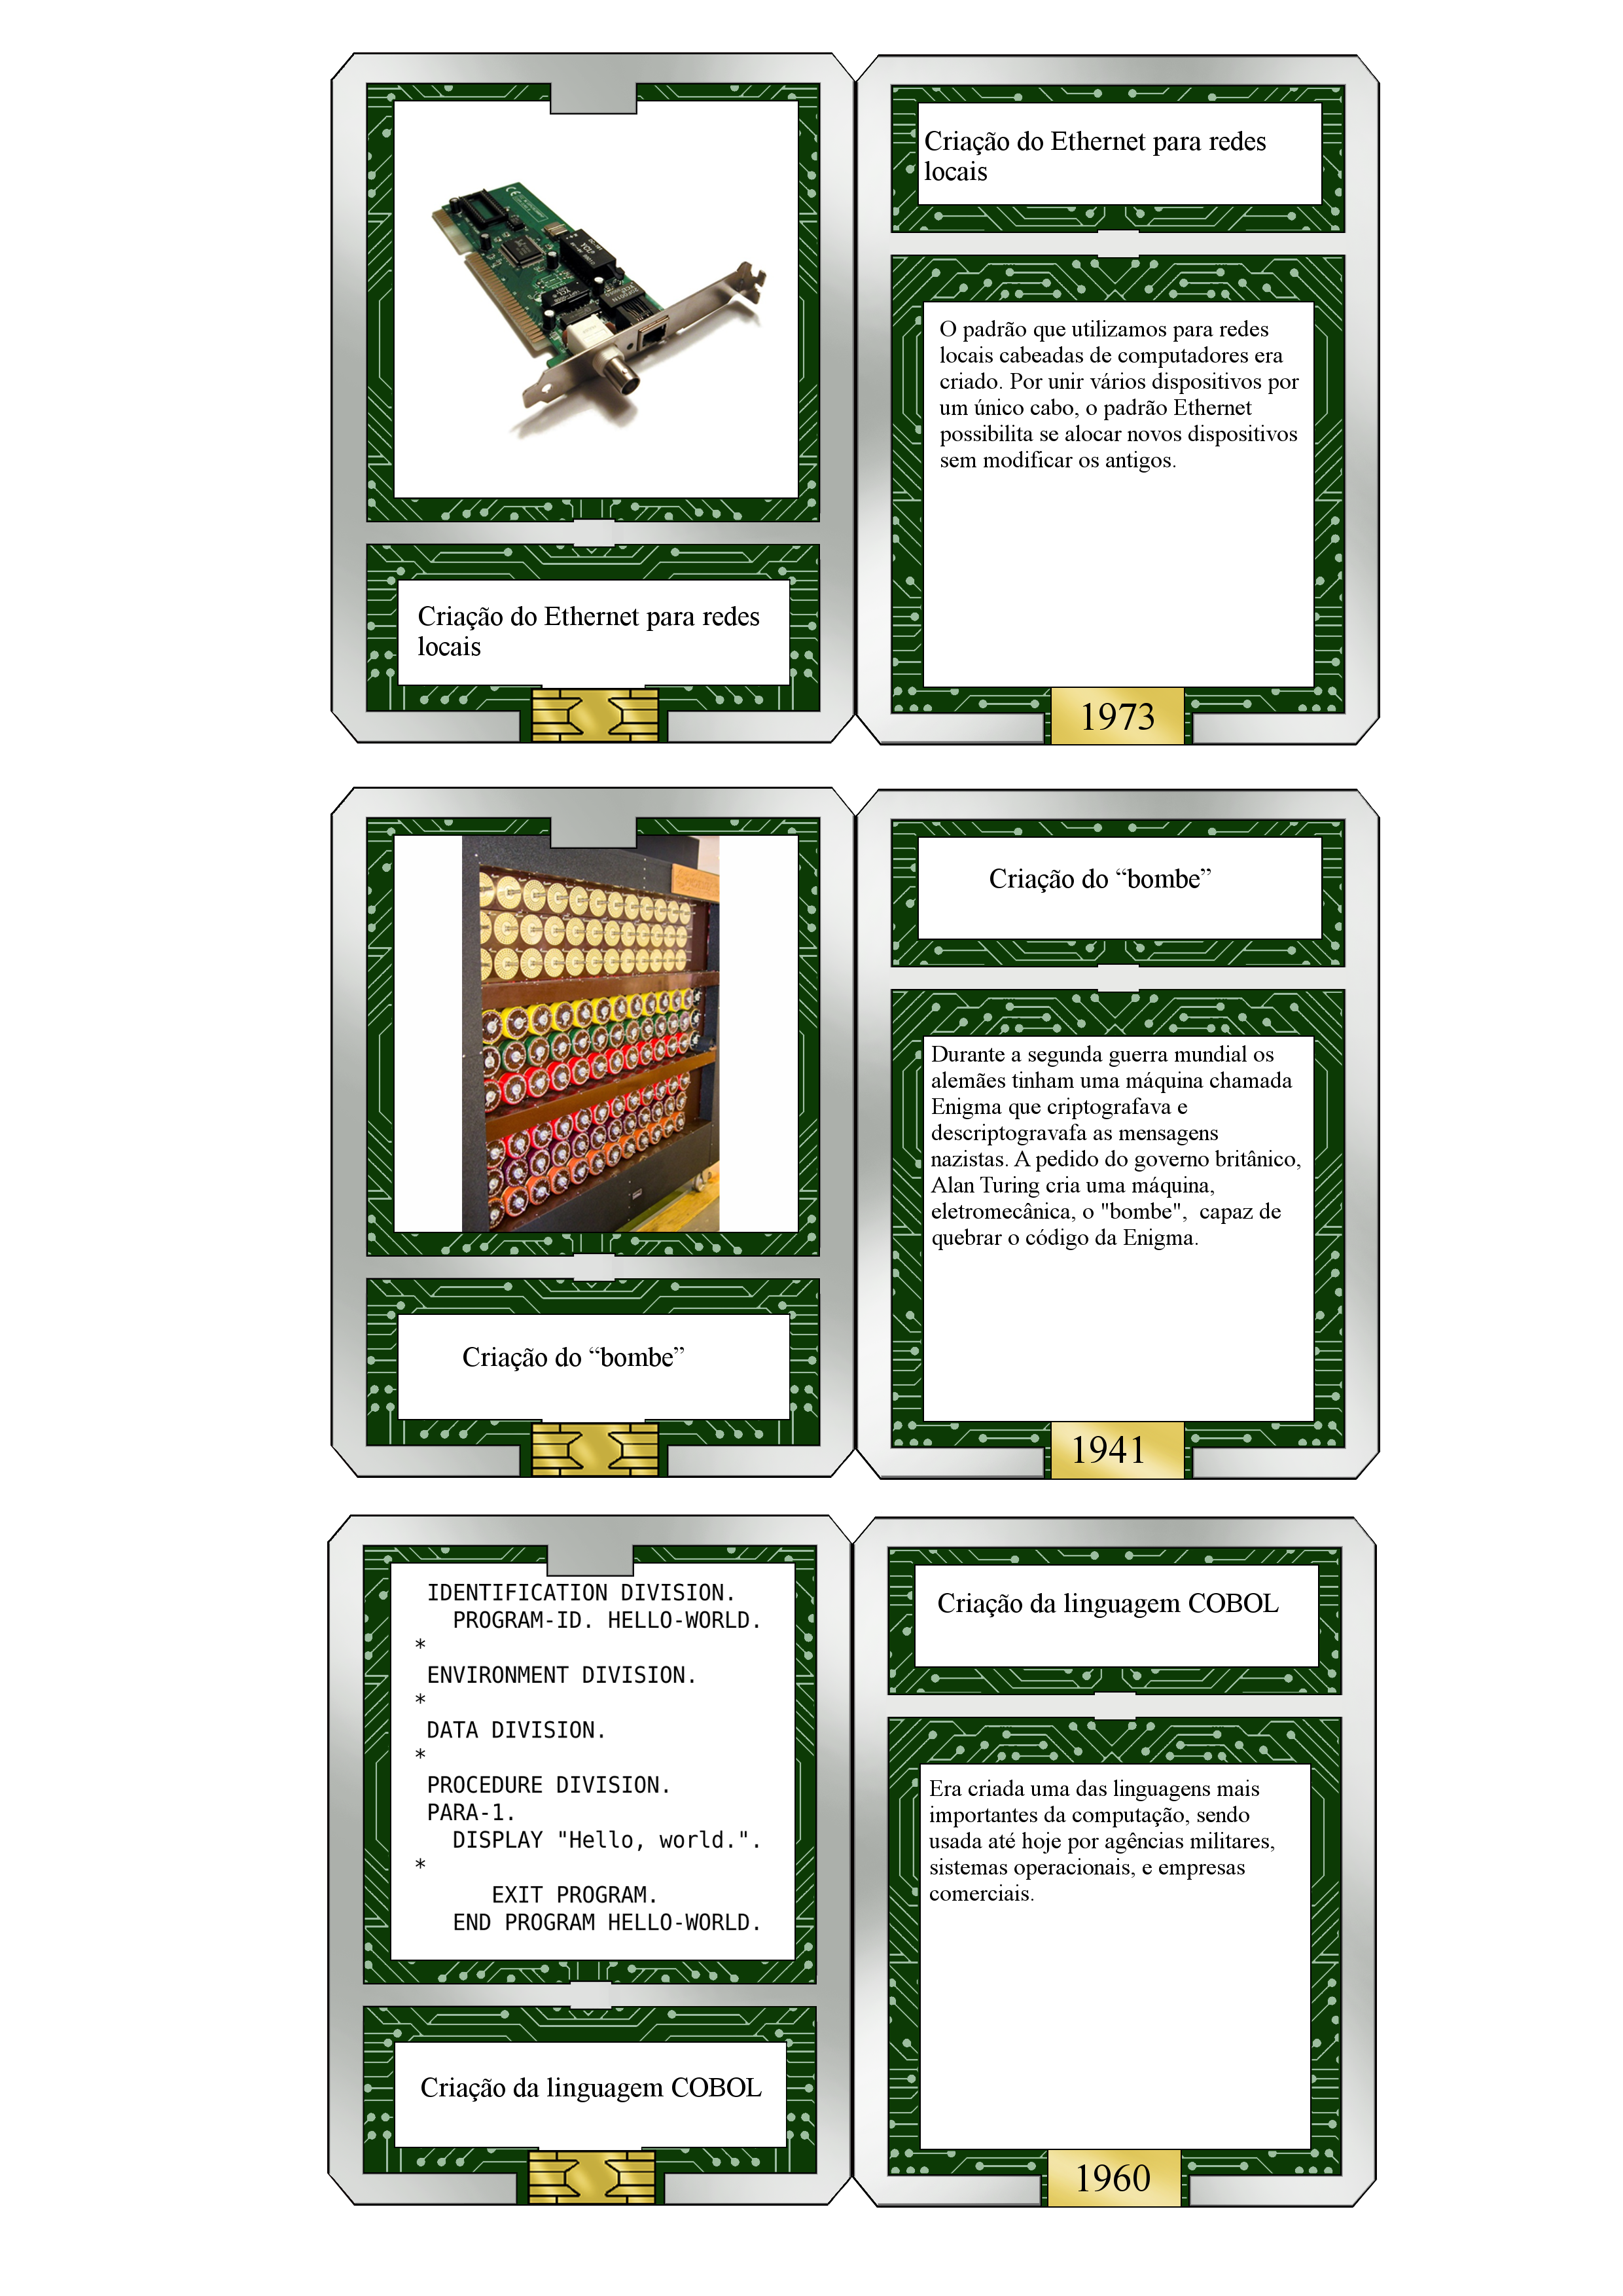 Criação do Ethernet para redes
locais
Criação do Ethernet para redes
locais
O padrão que utilizamos para redes
locais cabeadas de computadores era
criado. Por unir vários dispositivos por
um único cabo, o padrão Ethernet
possibilita se alocar novos dispositivos
sem modificar os antigos.
1973
Criação do “bombe”
Criação do “bombe”
Durante a segunda guerra mundial os
alemães tinham uma máquina chamada
Enigma que criptografava e
descriptogravafa as mensagens
nazistas. A pedido do governo britânico,
Alan Turing cria uma máquina,
eletromecânica, o "bombe",  capaz de
quebrar o código da Enigma.
1941
IDENTIFICATION DIVISION.
PROGRAM-ID. HELLO-WORLD.
*
ENVIRONMENT DIVISION.
*
DATA DIVISION.
*
PROCEDURE DIVISION.
PARA-1.
DISPLAY "Hello, world.".
*
EXIT PROGRAM.
END PROGRAM HELLO-WORLD.
Criação da linguagem COBOL
Criação da linguagem COBOL
Era criada uma das linguagens mais
importantes da computação, sendo
usada até hoje por agências militares,
sistemas operacionais, e empresas
comerciais.
1960